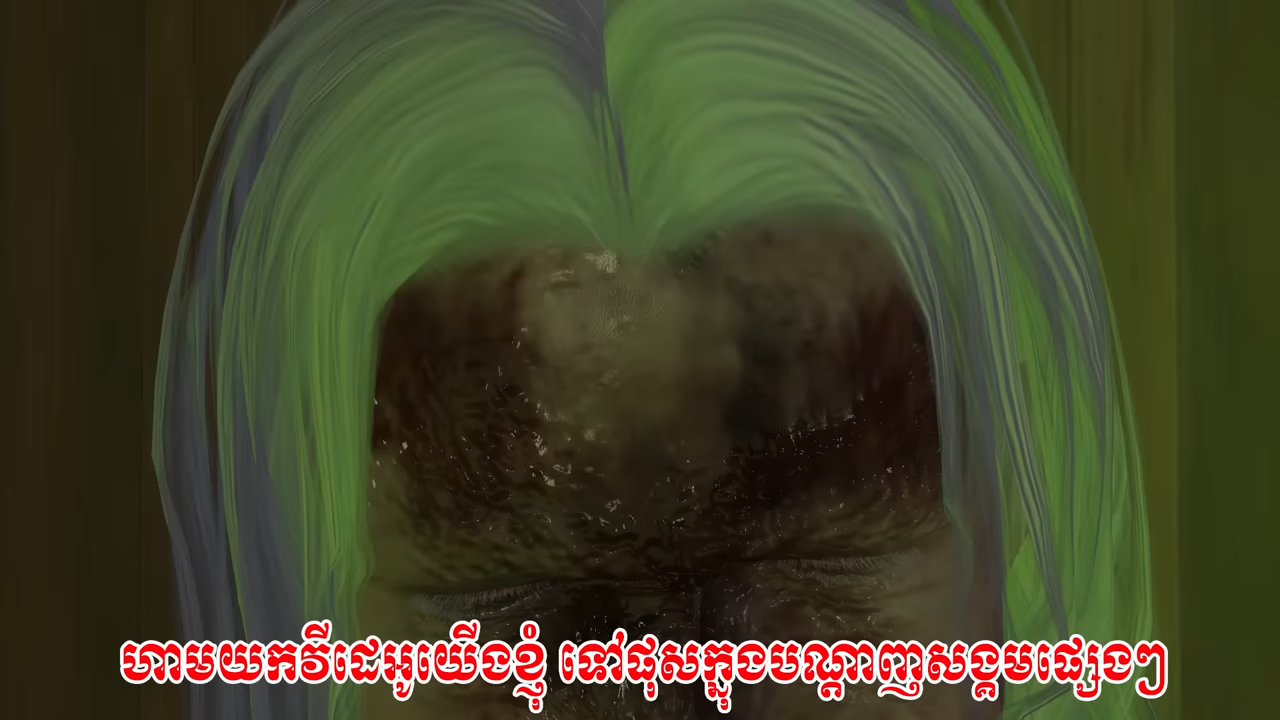 ហាមយកវីដេអូយើងខ្ញុំ ទៅផុសក្នុងបណ្ដាញសង្គមផ្សេងៗ